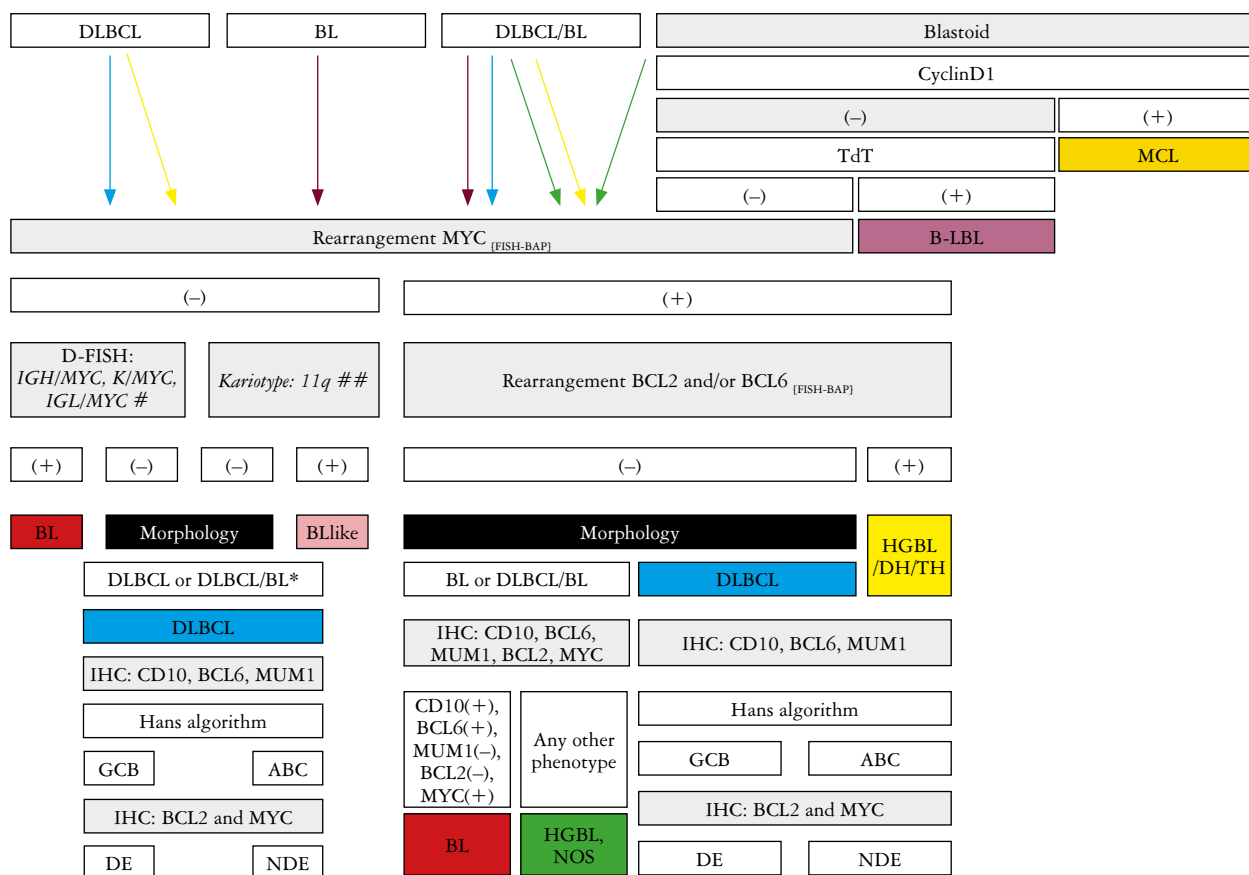 DLBCL
BL
DLBCL/BL
Blastoid
CyclinD1
(–)
(+)
TdT
MCL
(–)
(+)
Rearrangement MYC [FISH-BAP]
B-LBL
(–)
(+)
D-FISH:
IGH/MYC, K/MYC,
IGL/MYC #
Kariotype: 11q ##
Rearrangement BCL2 and/or BCL6 [FISH-BAP]
(+)
(–)
(–)
(+)
(–)
(+)
BL
Morphology
BLlike
Morphology
HGBL
/DH/TH
DLBCL or DLBCL/BL*
BL or DLBCL/BL
DLBCL
DLBCL
IHC: CD10, BCL6,
MUM1, BCL2, MYC
IHC: CD10, BCL6, MUM1
IHC: CD10, BCL6, MUM1
Hans algorithm
CD10(+),
BCL6(+),
MUM1(–),
BCL2(–),
MYC(+)
Any other
phenotype
Hans algorithm
GCB
ABC
GCB
ABC
IHC: BCL2 and MYC
IHC: BCL2 and MYC
BL
HGBL,
NOS
DE
NDE
DE
NDE